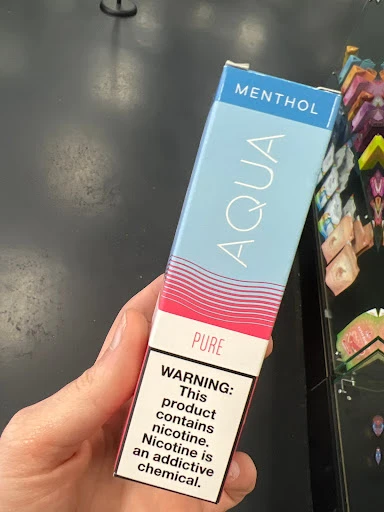 MENTHOL
AQUA
PURE
WARNING:
This
product
contains
nicotine.
Nicotine is
an addictive
chemical.